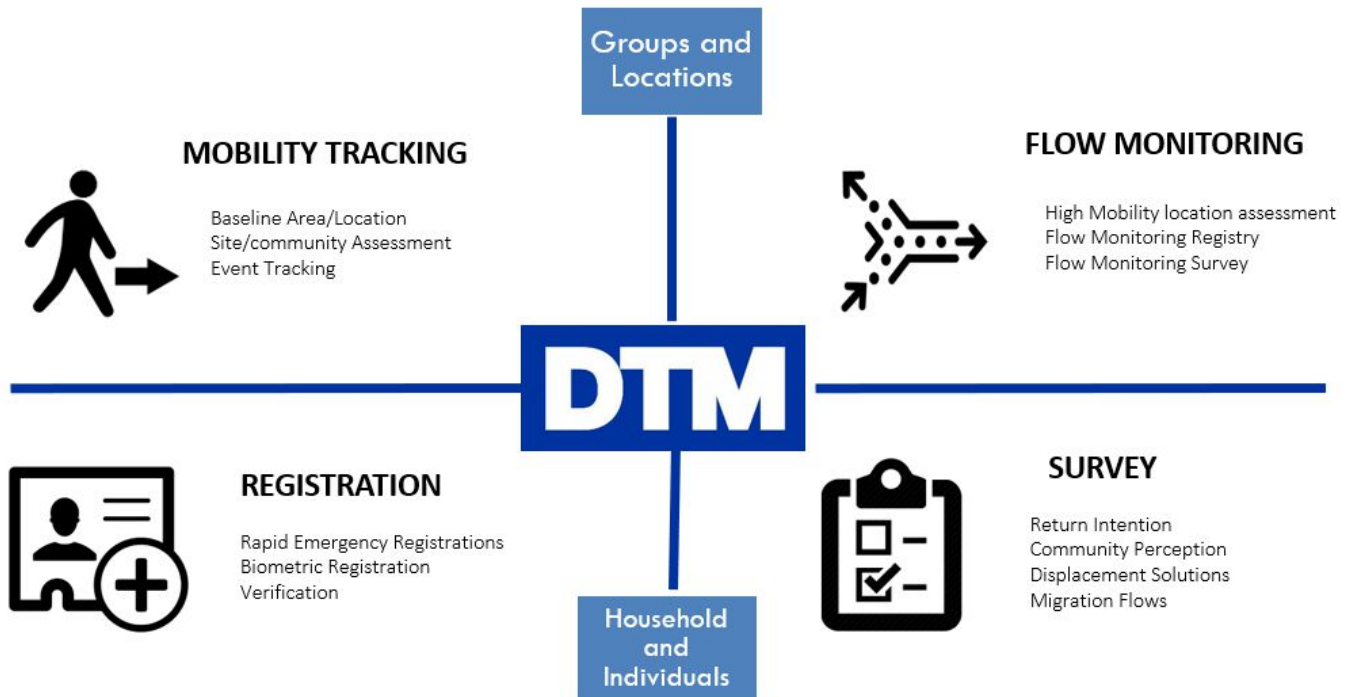 Groups and
Locations
MOBILITY TRACKING
Baseline Area/Location
Site/community Assessment
Event Tracking
FLOW MONITORING
High Mobility location assessment
Flow Monitoring Registry
Flow Monitoring Survey
DTM
REGISTRATION
Rapid Emergency Registrations
Biometric Registration
Verification
SURVEY
Return Intention
Community Perception
Displacement Solutions
Migration Flows
Household
and
Individuals